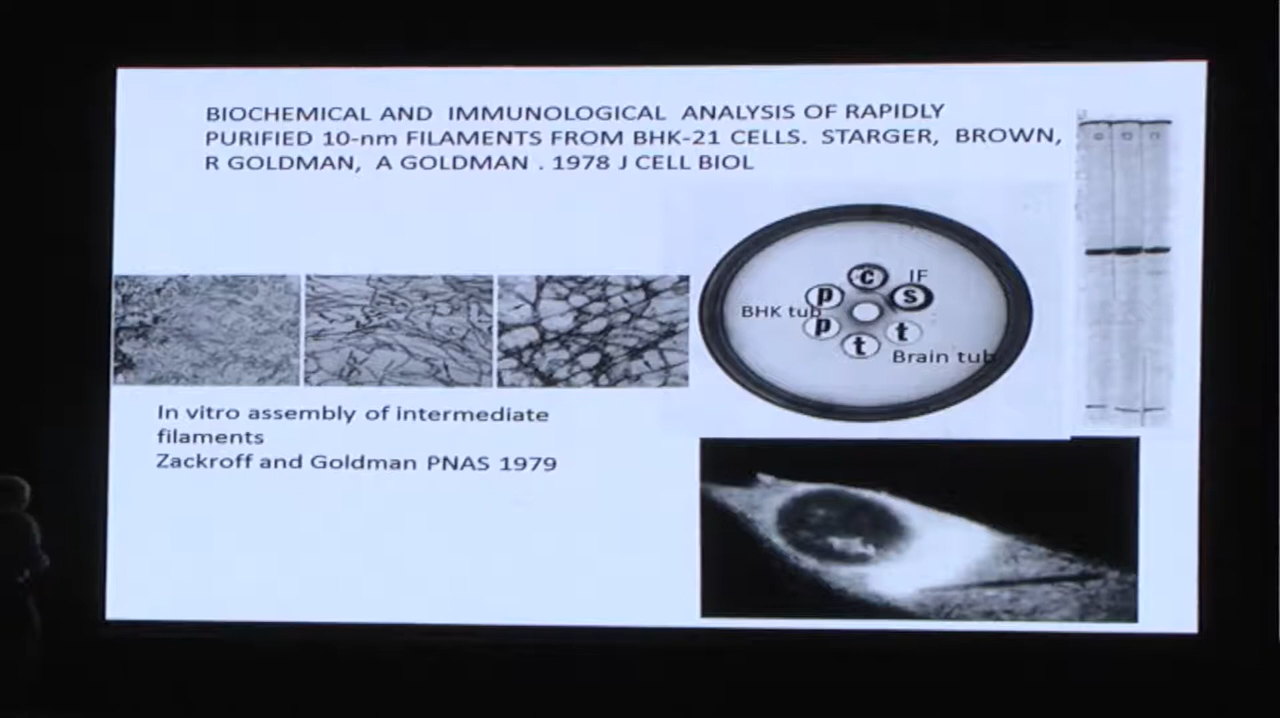 BIOCHEMICAL AND IMMUNOLOGICAL ANALYSIS OF RAPIDLY
PURIFIED 10-nm FILAMENTS FROM BHK-21 CELLS. STARGER, BROWN,
R GOLDMAN, A GOLDMAN . 1978 J CELL BIOL
c
IF
p
s
BHK tub
p
t
t
Brain tub
In vitro assembly of intermediate
filaments
Zackroff and Goldman PNAS 1979